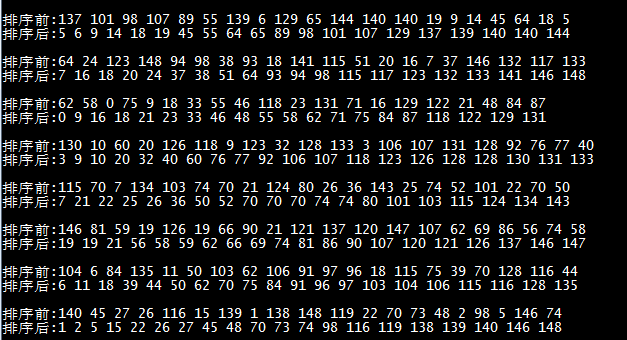 排序前:137 101 98 107 89 55 139 6 129 65 144 140 140 19 9 14 45 64 18 5
排序后:5 6 9 14 18 19 45 55 64 65 89 98 101 107 129 137 139 140 140 144
排序前:64 24 123 148 94 98 38 93 18 141 115 51 20 16 7 37 146 132 117 133
排序后:7 16 18 20 24 37 38 51 64 93 94 98 115 117 123 132 133 141 146 148
排序前:62 58 0 75 9 18 33 55 46 118 23 131 71 16 129 122 21 48 84 87
排序后:0 9 16 18 21 23 33 46 48 55 58 62 71 75 84 87 118 122 129 131
排序前:130 10 60 20 126 118 9 123 32 128 133 3 106 107 131 128 92 76 77 40
排序后:3 9 10 20 32 40 60 76 77 92 106 107 118 123 126 128 128 130 131 133
排序前:115 70 7 134 103 74 70 21 124 80 26 36 143 25 74 52 101 22 70 50
排序后:7 21 22 25 26 36 50 52 70 70 70 74 74 80 101 103 115 124 134 143
排序前:146 81 59 19 126 19 66 90 21 121 137 120 147 107 62 69 86 56 74 58
排序后:19 19 21 56 58 59 62 66 69 74 81 86 90 107 120 121 126 137 146 147
排序前:104 6 84 135 11 50 103 62 106 91 97 96 18 115 75 39 70 128 116 44
排序后:6 11 18 39 44 50 62 70 75 84 91 96 97 103 104 106 115 116 128 135
排序前:140 45 27 26 116 15 139 1 138 148 119 22 70 73 48 2 98 5 146 74
排序后:1 2 5 15 22 26 27 45 48 70 73 74 98 116 119 138 139 140 146 148